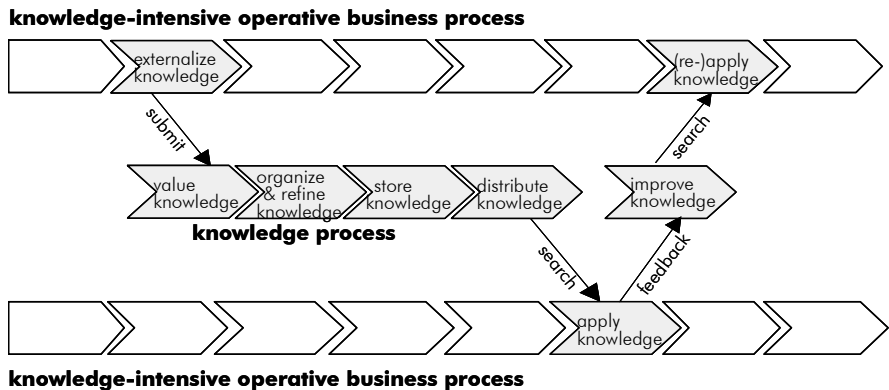 knowledge-intensive operative business process
externalize
knowledge
(re-)apply
knowledge
submit
search
value
knowledge
organize
& refine
knowledge
store
knowledge
distribute
knowledge
improve
knowledge
knowledge process
search
feedback
apply
knowledge
knowledge-intensive operative business process